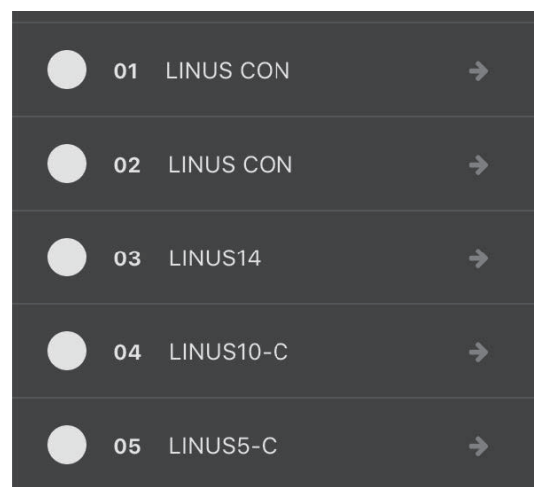 01 LINUS CON
02 LINUS CON
03 LINUS14
04 LINUS10-C
05 LINUS5-C